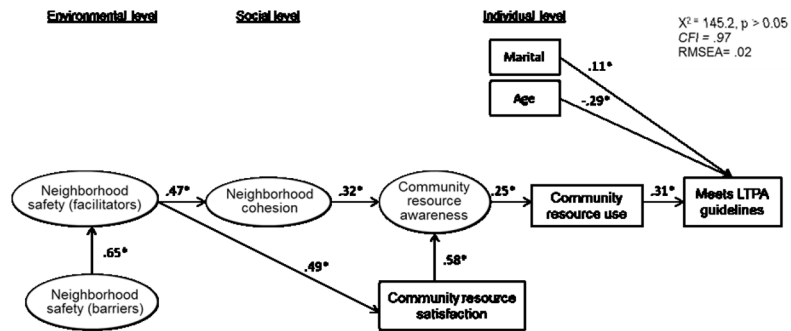 Environmental level
Social level
Individual level
X² = 145.2, p > 0.05
CFI = .97
RMSEA= .02
Marital
.11*
Age
-.29*
Neighborhood
safety (facilitators)
.47*
Neighborhood
cohesion
.32*
Community
resource
awareness
.25*
Community
resource use
.31*
Meets LTPA
guidelines
.65*
.49*
.58*
Neighborhood
safety (barriers)
Community resource
satisfaction